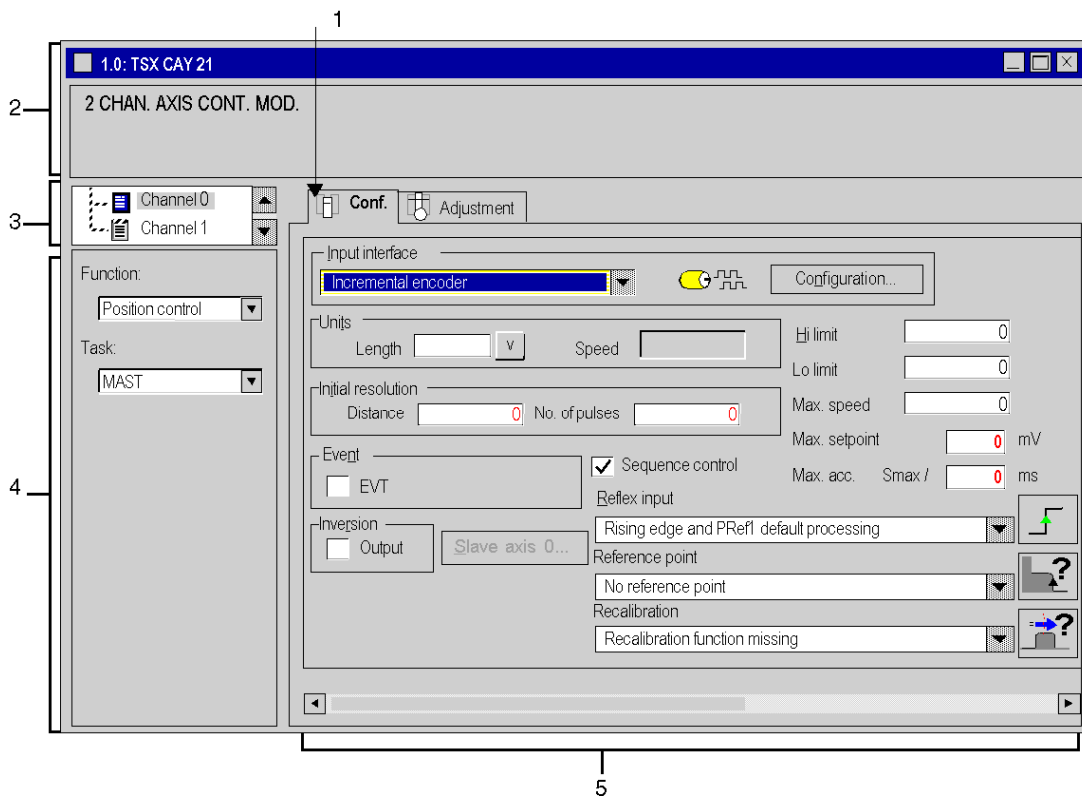 1
1.0: TSX CAY 21
2
2 CHAN. AXIS CONT. MOD.
3
Channel 0
Channel 1
Conf.
Adjustment
4
Function:
Position control
Task:
MAST
Input interface
Incremental encoder
Configuration...
Units
Length
v
Speed
Hi limit
0
Lo limit
0
Initial resolution
Distance
0
No. of pulses
0
Max. speed
0
Max. setpoint
0
mV
Max. acc.
Smax /
0
ms
Event
EVT
Sequence control
Inversion
Output
Slave axis 0...
Reflex input
Rising edge and PRef1 default processing
Reference point
No reference point
?
Recalibration
Recalibration function missing
?
5